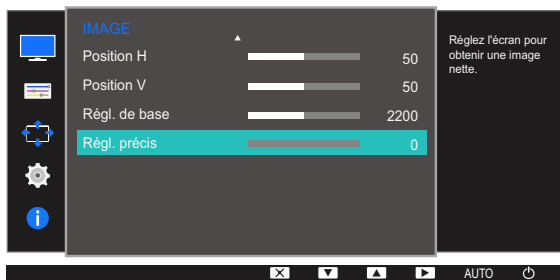 IMAGE
Position H 50
Position V 50
Régl. de base 2200
Régl. précis 0
Réglez l'écran pour
obtenir une image
nette.
AUTO